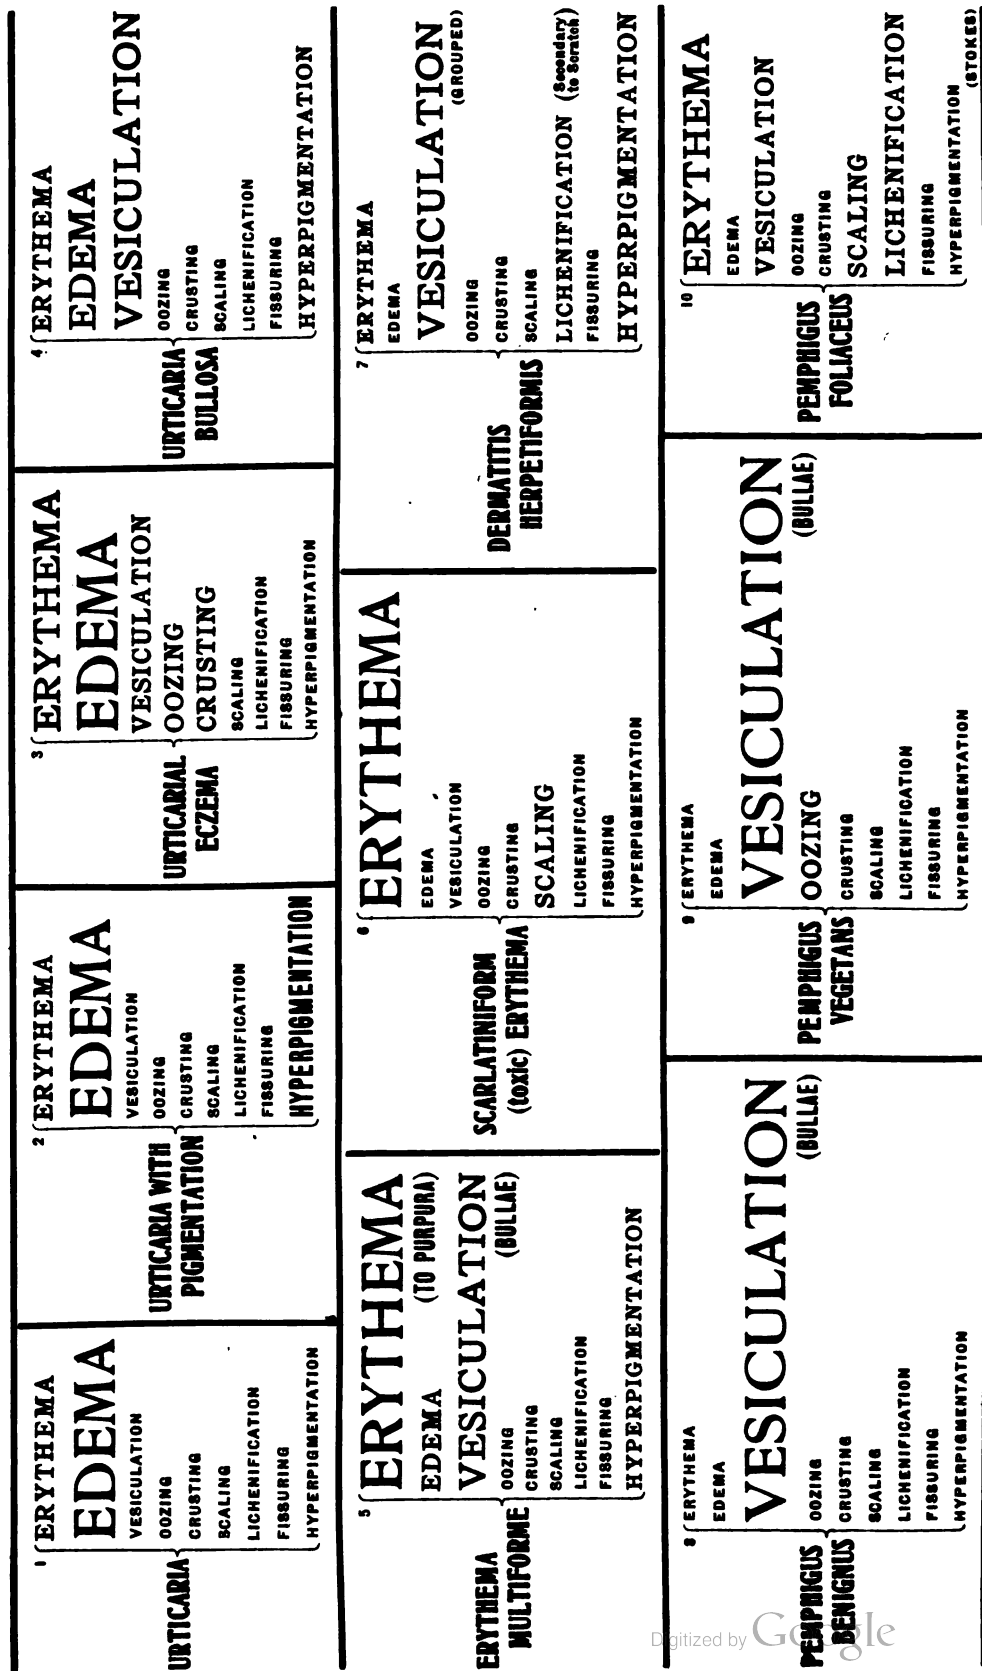 1
URTICARIA
ERYTHEMA
EDEMA
VESICULATION
OOZING
CRUSTING
SCALING
LICHENIFICATION
FISSURING
HYPERPIGMENTATION
2
URTICARIA WITH
PIGMENTATION
ERYTHEMA
EDEMA
VESICULATION
OOZING
CRUSTING
SCALING
LICHENIFICATION
FISSURING
HYPERPIGMENTATION
3
URTICARIAL
ECZEMA
ERYTHEMA
EDEMA
VESICULATION
OOZING
CRUSTING
SCALING
LICHENIFICATION
FISSURING
HYPERPIGMENTATION
4
URTICARIA
BULLOSA
ERYTHEMA
EDEMA
VESICULATION
OOZING
CRUSTING
SCALING
LICHENIFICATION
FISSURING
HYPERPIGMENTATION
5
ERYTHEMA
MULTIFORME
ERYTHEMA
(TO PURPURA)
EDEMA
VESICULATION
(BULLAE)
OOZING
CRUSTING
SCALING
LICHENIFICATION
FISSURING
HYPERPIGMENTATION
6
SCARLATINIFORM
(toxic) ERYTHEMA
ERYTHEMA
EDEMA
VESICULATION
OOZING
CRUSTING
SCALING
LICHENIFICATION
FISSURING
HYPERPIGMENTATION
7
DERMATITIS
HERPETIFORMIS
ERYTHEMA
EDEMA
VESICULATION
(GROUPED)
OOZING
CRUSTING
SCALING
LICHENIFICATION (Secondary
to Scratch)
FISSURING
HYPERPIGMENTATION
8
PEMPHIGUS
BENIGNUS
ERYTHEMA
EDEMA
VESICULATION
(BULLAE)
OOZING
CRUSTING
SCALING
LICHENIFICATION
FISSURING
HYPERPIGMENTATION
9
PEMPHIGUS
VEGETANS
ERYTHEMA
EDEMA
VESICULATION
(BULLAE)
OOZING
CRUSTING
SCALING
LICHENIFICATION
FISSURING
HYPERPIGMENTATION
10
PEMPHIGUS
FOLIACEUS
ERYTHEMA
EDEMA
VESICULATION
OOZING
CRUSTING
SCALING
LICHENIFICATION
FISSURING
HYPERPIGMENTATION
(STOKES)
Digitized by Google